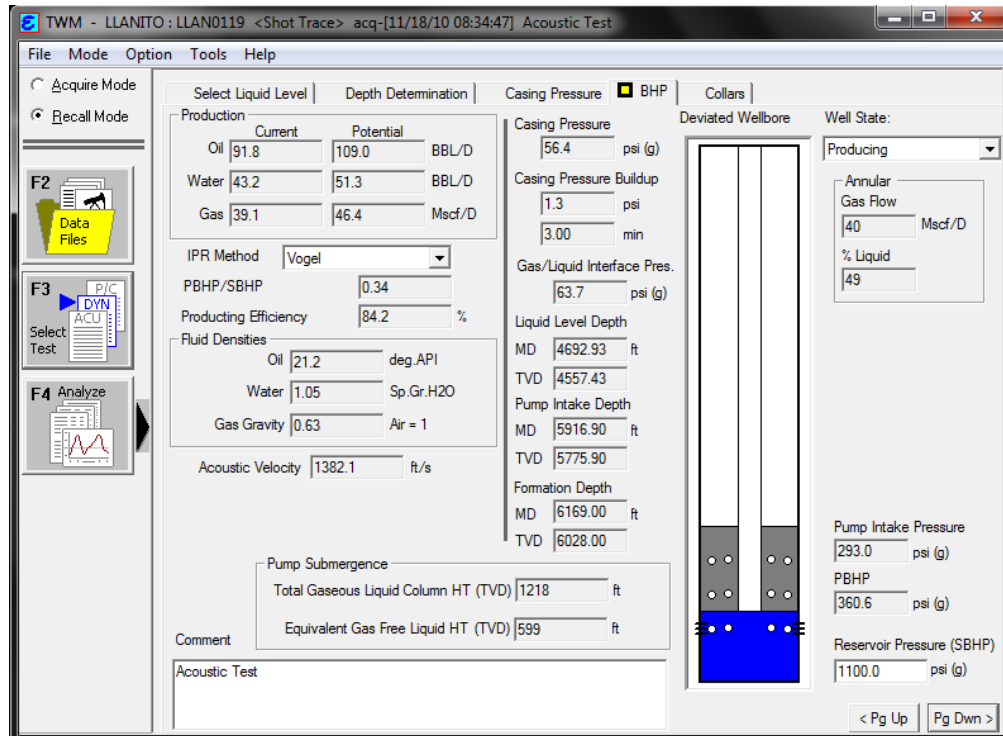 TWM - LLANITO : LLAN0119 <Shot Trace> acq-[11/18/10 08:34:47] Acoustic Test
File Mode Option Tools Help
Acquire Mode
Recall Mode
F2
Data
Files
F3
P/C
DYN
ACU
Select
Test
F4 Analyze
Select Liquid Level
Depth Determination
Casing Pressure
BHP
Collars
Production
Current Potential
Oil 91.8 109.0 BBL/D
Water 43.2 51.3 BBL/D
Gas 39.1 46.4 Mscf/D
IPR Method Vogel
PBHP/SBHP 0.34
Producting Efficiency 84.2 %
Fluid Densities
Oil 21.2 deg.API
Water 1.05 Sp.Gr.H2O
Gas Gravity 0.63 Air = 1
Acoustic Velocity 1382.1 ft/s
Casing Pressure
56.4 psi (g)
Casing Pressure Buildup
1.3 psi
3.00 min
Gas/Liquid Interface Pres.
63.7 psi (g)
Liquid Level Depth
MD 4692.93 ft
TVD 4557.43
Pump Intake Depth
MD 5916.90 ft
TVD 5775.90
Formation Depth
MD 6169.00 ft
TVD 6028.00
Pump Submergence
Total Gaseous Liquid Column HT (TVD) 1218 ft
Equivalent Gas Free Liquid HT (TVD) 599 ft
Comment
Acoustic Test
Deviated Wellbore
Well State:
Producing
Annular
Gas Flow
40 Mscf/D
% Liquid
49
Pump Intake Pressure
293.0 psi (g)
PBHP
360.6 psi (g)
Reservoir Pressure (SBHP)
1100.0 psi (g)
< Pg Up Pg Dwn >